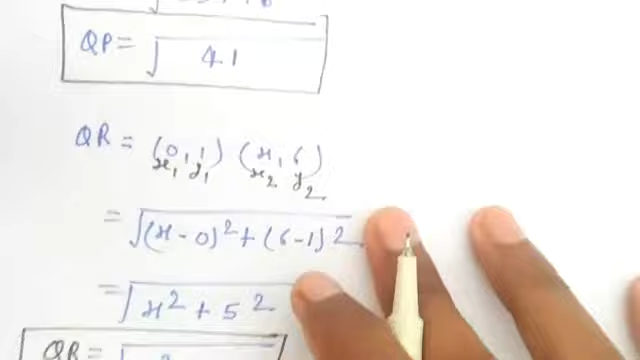 QP = √41
QR = (0, 1) (x, 6)
x₁ y₁ x₂ y₂
= √(x - 0)² + (6 - 1)²
= √x² + 5²
QR =